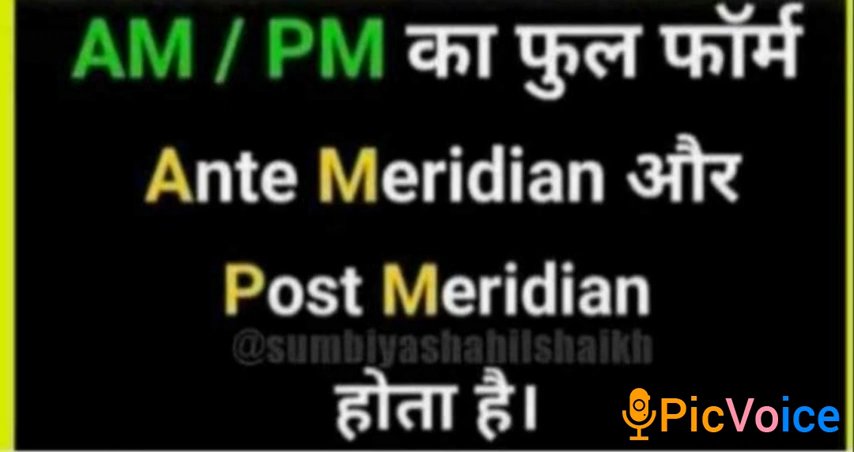 AM / PM का फुल फॉर्म
Ante Meridian और
Post Meridian
@sumbiyashahilshaikh
होता है।
PicVoice